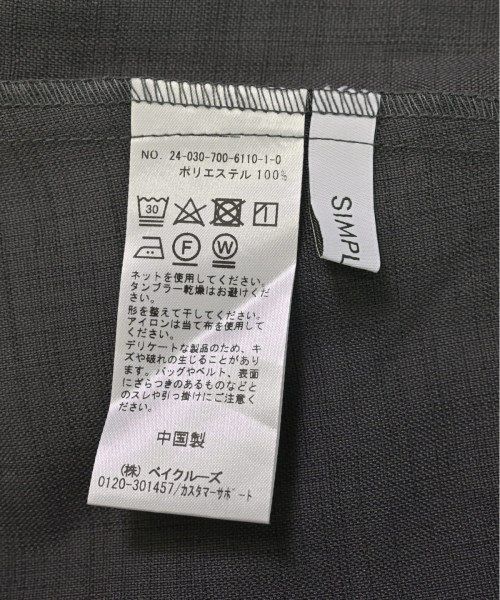 NO. 24-030-700-6110-1-0
ポリエステル 100%
30
1
F
W
ネットを使用してください。
タンブラー乾燥はお避けくだ
さい。
形を整えて干してください。
アイロンは当て布を使用して
ください。
デリケートな製品のため、キ
ズや破れの生じることがあり
ます。バッグやベルト、表面
にざらつきのあるものなどと
のスレや引っ掛けにご注意く
ださい。
中国製
(株) ベイクルーズ
0120-301457/カスタマーサポート
SIMPL